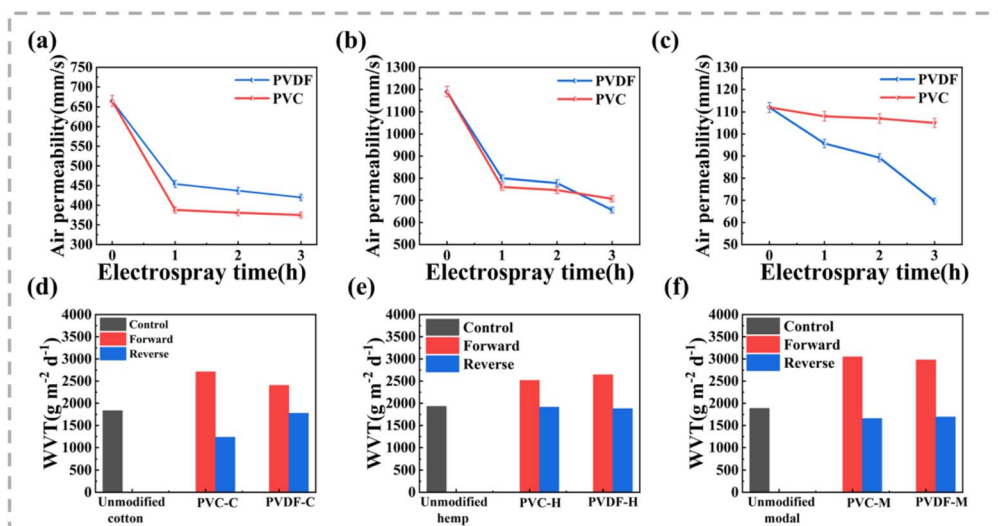 (a)
750
700
650
600
550
500
450
400
350
300
Air permeability(mm/s)
PVDF
PVC
0 1 2 3
Electrospray time(h)
(b)
1300
1200
1100
1000
900
800
700
600
500
Air permeability(mm/s)
PVDF
PVC
0 1 2 3
Electrospray time(h)
(c)
130
120
110
100
90
80
70
60
50
Air permeability(mm/s)
PVDF
PVC
0 1 2 3
Electrospray time(h)
(d)
4000
3500
3000
2500
2000
1500
1000
500
0
WVT(g m⁻² d⁻¹)
Control
Forward
Reverse
Unmodified
cotton
PVC-C
PVDF-C
(e)
4000
3500
3000
2500
2000
1500
1000
500
0
WVT(g m⁻² d⁻¹)
Control
Forward
Reverse
Unmodified
hemp
PVC-H
PVDF-H
(f)
4000
3500
3000
2500
2000
1500
1000
500
0
WVT(g m⁻² d⁻¹)
Control
Forward
Reverse
Unmodified
modal
PVC-M
PVDF-M